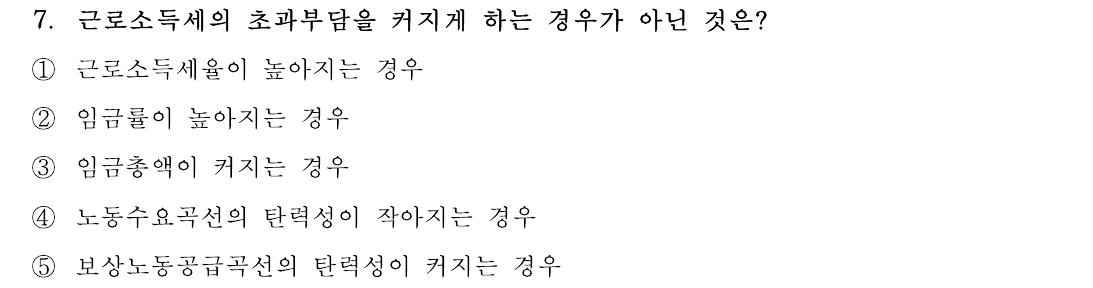 7. 근로소득세의 초과부담을 커지게 하는 경우가 아닌 것은?
① 근로소득세율이 높아지는 경우
② 임금률이 높아지는 경우
③ 임금총액이 커지는 경우
④ 노동수요곡선의 탄력성이 작아지는 경우
⑤ 보상노동공급곡선의 탄력성이 커지는 경우